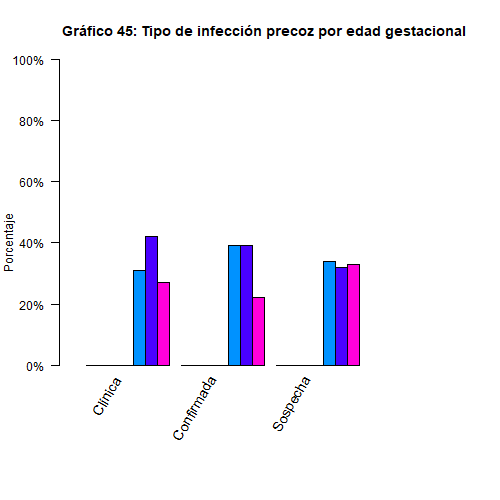 Gráfico 45: Tipo de infección precoz por edad gestacional
100%
80%
60%
40%
20%
0%
Porcentaje
Clínica
Confirmada
Sospecha